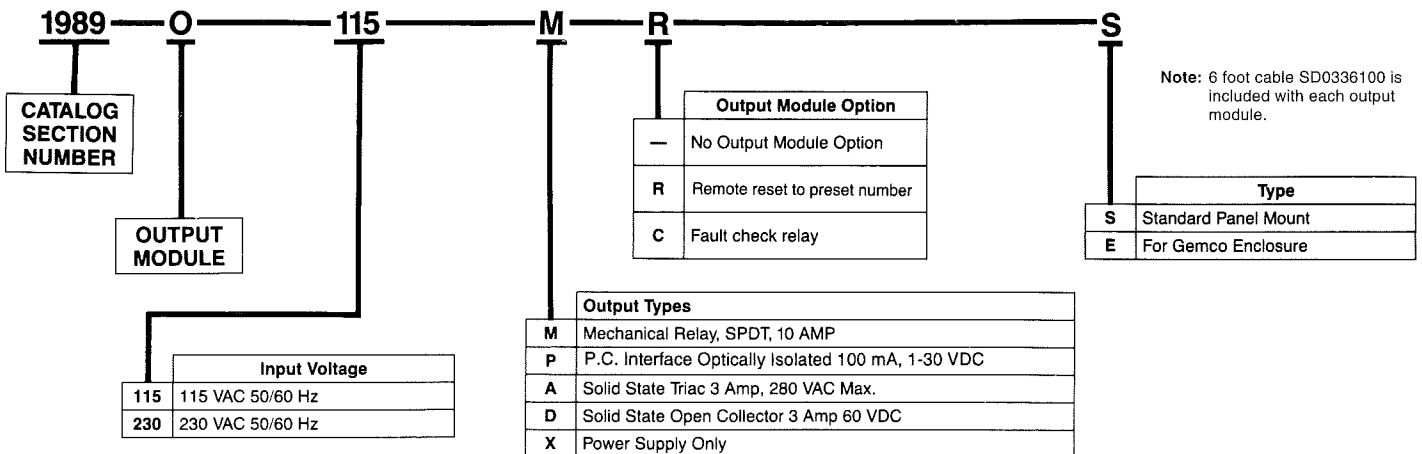 1989 O 115 M R S
CATALOG
SECTION
NUMBER
OUTPUT
MODULE
Input Voltage
115 115 VAC 50/60 Hz
230 230 VAC 50/60 Hz
Output Types
M Mechanical Relay, SPDT, 10 AMP
P P.C. Interface Optically Isolated 100 mA, 1-30 VDC
A Solid State Triac 3 Amp, 280 VAC Max.
D Solid State Open Collector 3 Amp 60 VDC
X Power Supply Only
Output Module Option
— No Output Module Option
R Remote reset to preset number
C Fault check relay
Note: 6 foot cable SD0336100 is
included with each output
module.
Type
S Standard Panel Mount
E For Gemco Enclosure